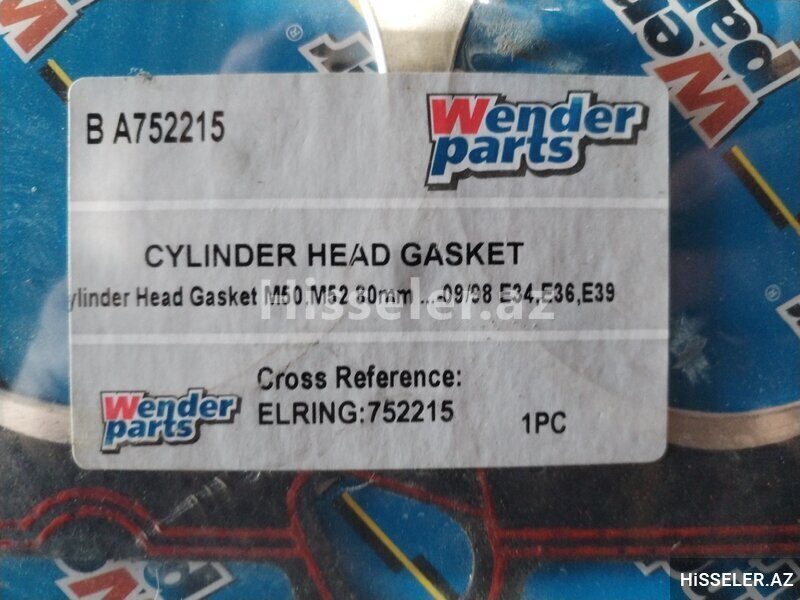 B A752215
Wender
parts
CYLINDER HEAD GASKET
ylinder Head Gasket M50,M52 80mm ...-09/98 E34,E36,E39
Hisseler.az
Cross Reference:
Wender
parts
ELRING:752215
1PC
HiSSELER.AZ